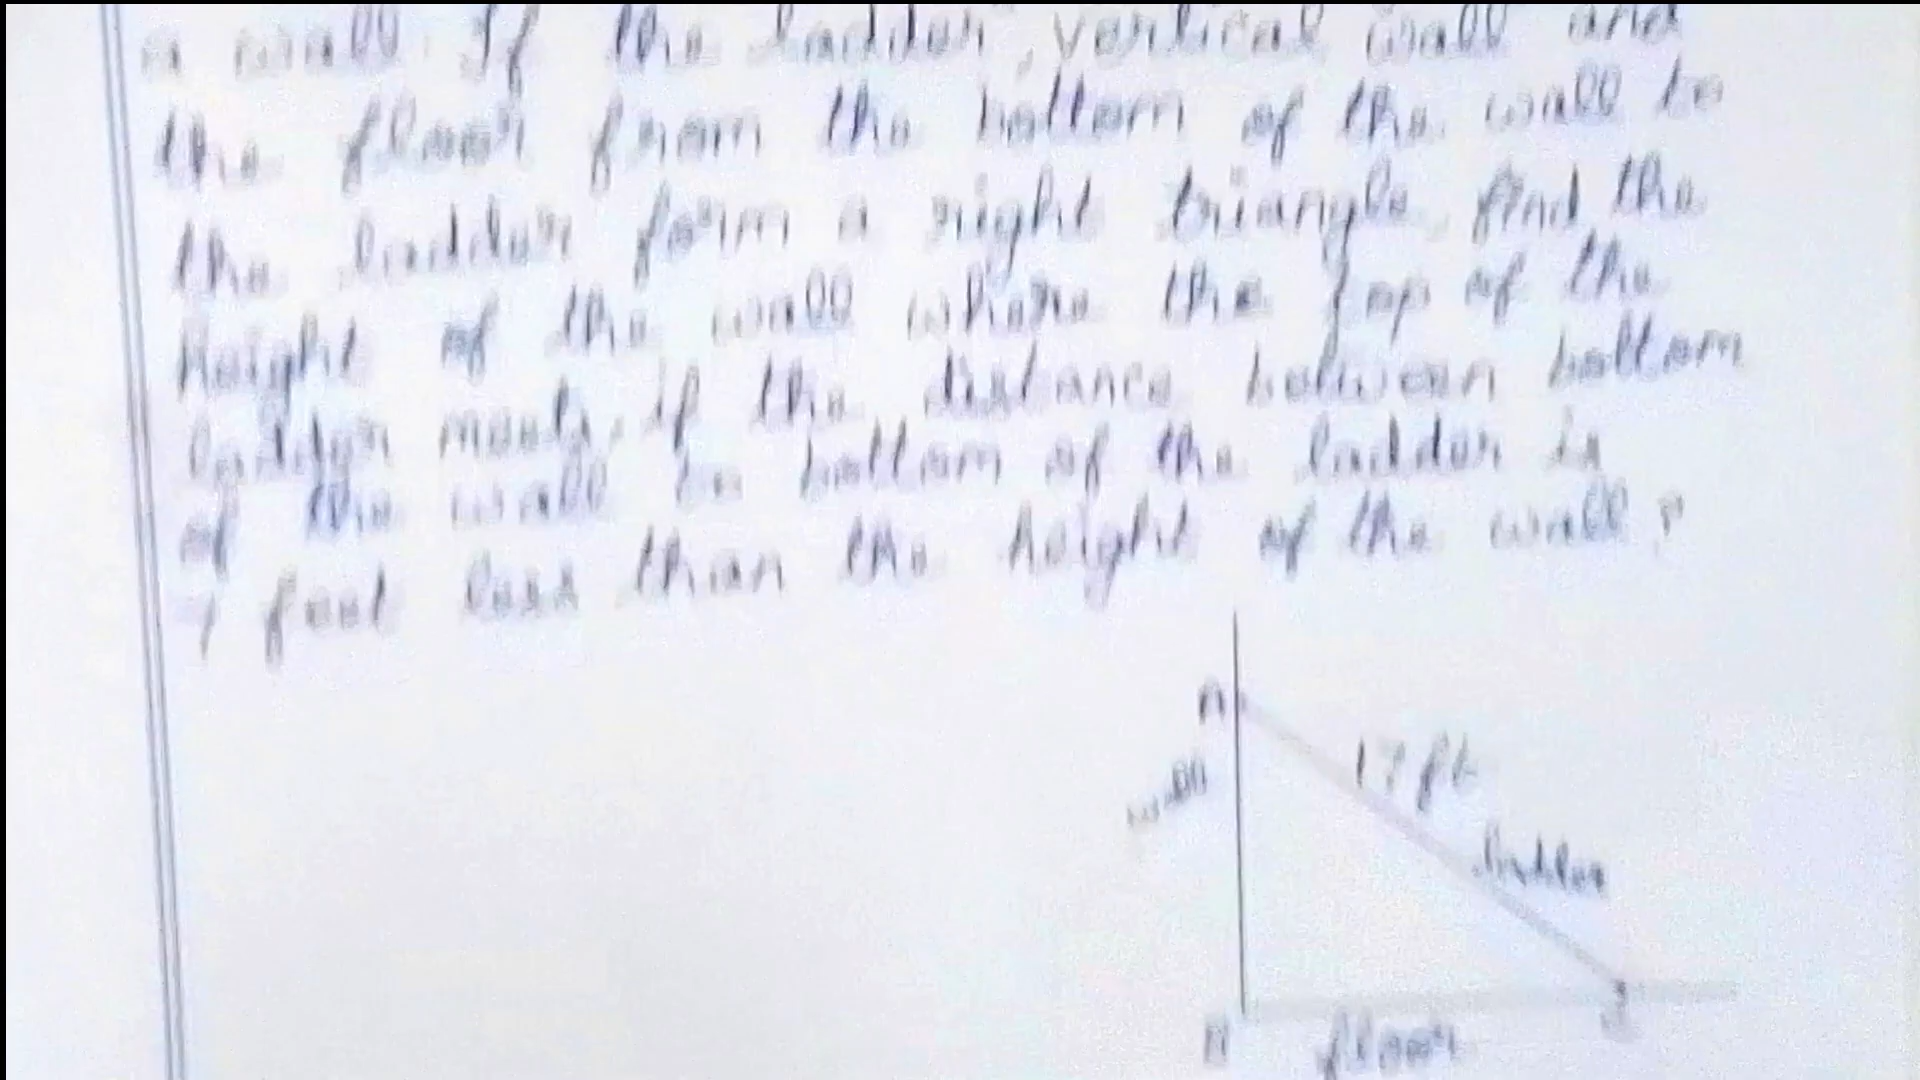 a wall. If the ladder, vertical wall and
the floor from the bottom of the wall to
the ladder form a right triangle, find the
height of the wall where the top of the
ladder meets, if the distance between bottom
of the wall to bottom of the ladder is
7 feet less than the height of the wall?
A
17 ft
wall
ladder
B
floor